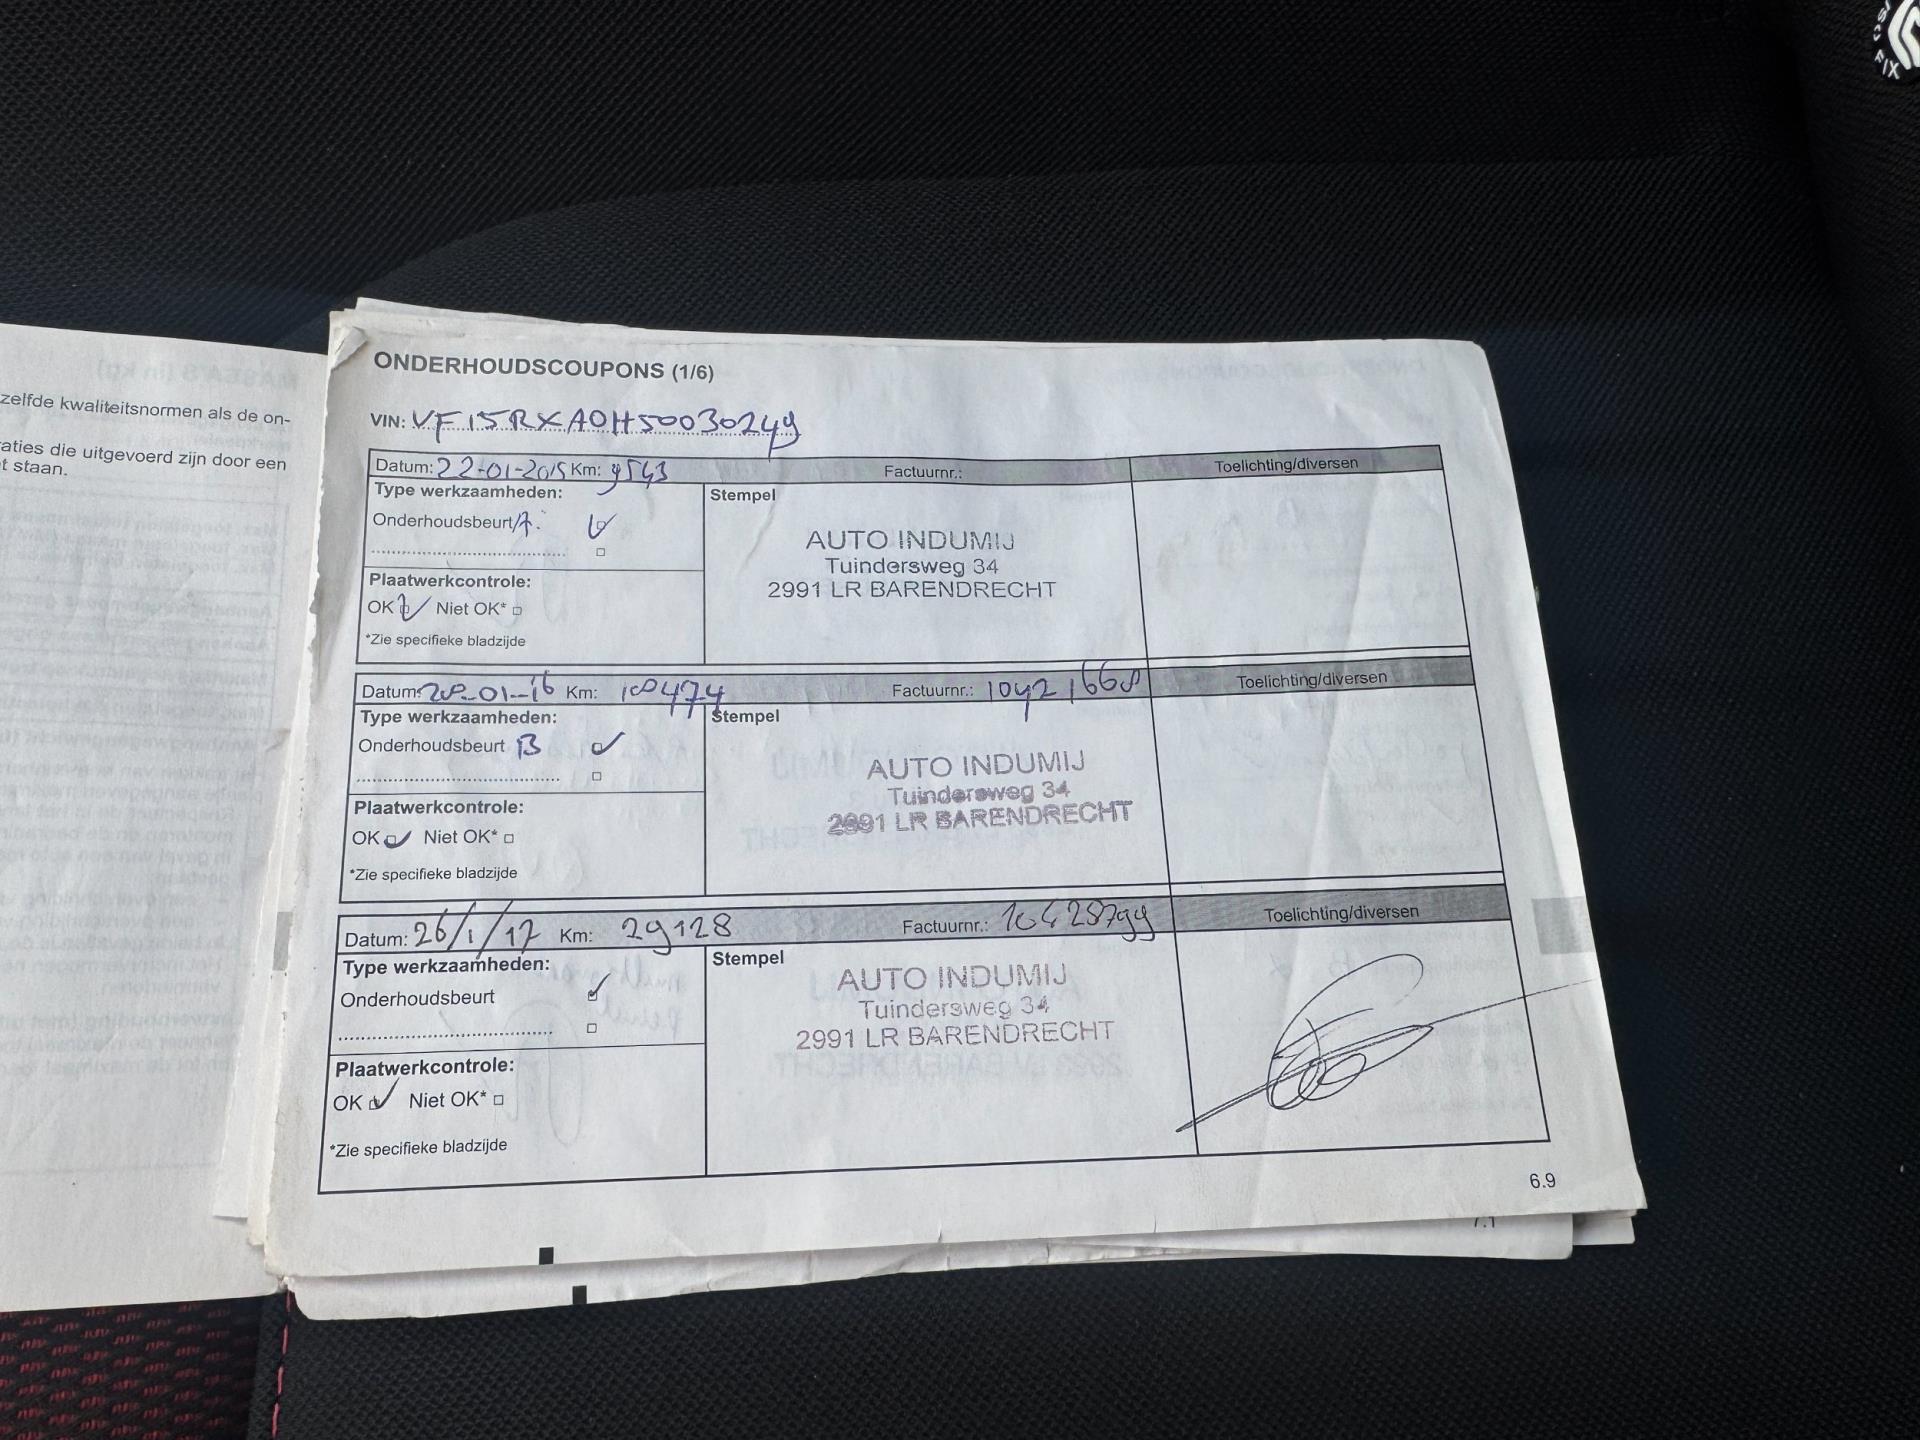 zelfde kwaliteitsnormen als de on-
aties die uitgevoerd zijn door een
t staan.
ONDERHOUDSCOUPONS (1/6)
VIN: VF15RXA0H50030249
Datum: 22-01-2015 Km: 9543 Factuurnr.: Toelichting/diversen
Type werkzaamheden: Stempel
Onderhoudsbeurt A.
AUTO INDUMIJ
Tuindersweg 34
2991 LR BARENDRECHT
Plaatwerkcontrole:
OK Niet OK*
*Zie specifieke bladzijde
Datum: 20-01-16 Km: Factuurnr.: 10421668 Toelichting/diversen
Type werkzaamheden: Stempel
Onderhoudsbeurt B
AUTO INDUMIJ
Tuindersweg 34
2991 LR BARENDRECHT
Plaatwerkcontrole:
OK Niet OK*
*Zie specifieke bladzijde
Datum: 26/1/17 Km: 29128 Factuurnr.: 10428799 Toelichting/diversen
Type werkzaamheden: Stempel
Onderhoudsbeurt
AUTO INDUMIJ
Tuindersweg 34
2991 LR BARENDRECHT
Plaatwerkcontrole:
OK Niet OK*
*Zie specifieke bladzijde
6.9
7.1